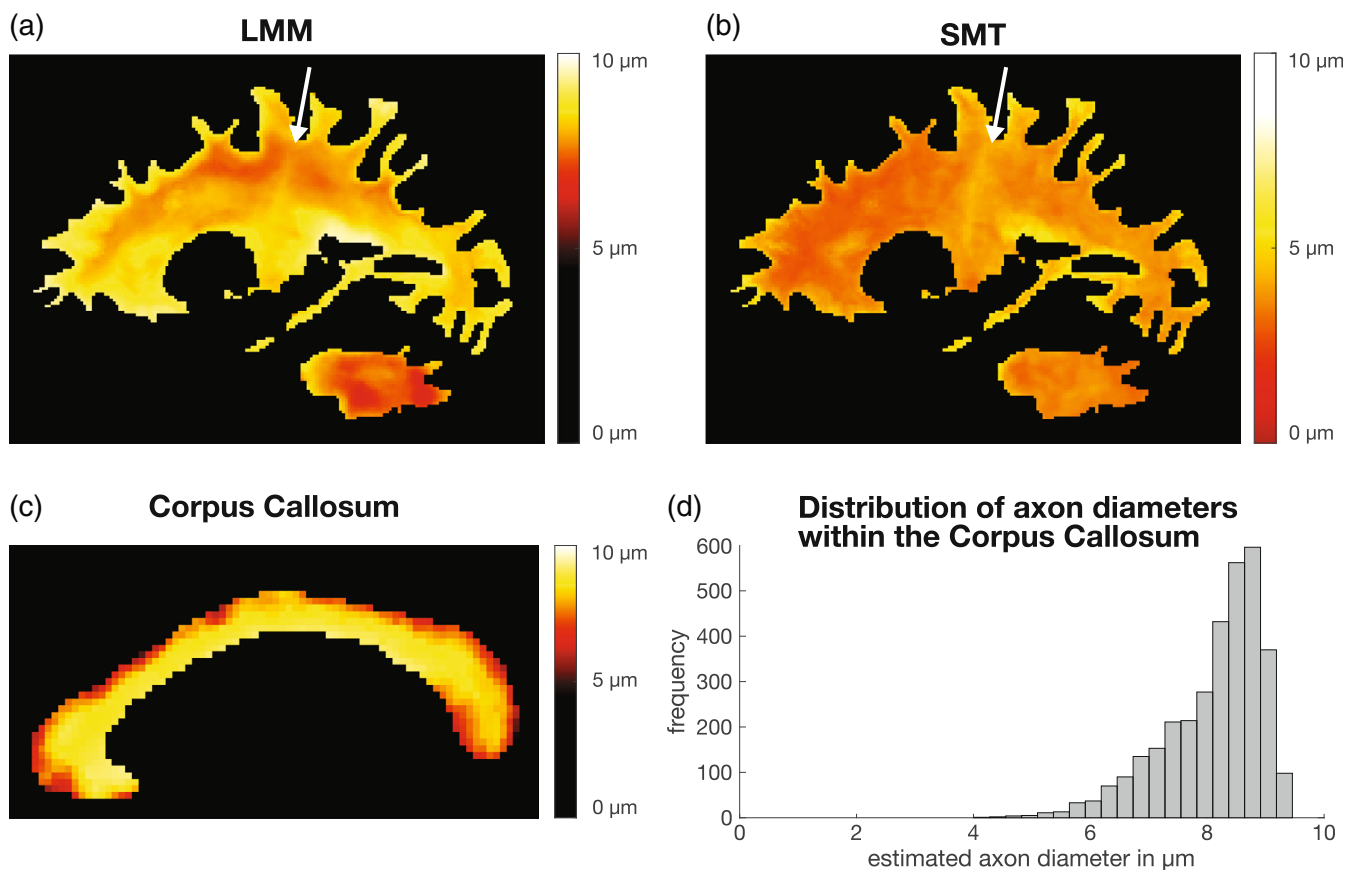 (a)
LMM
10 µm
5 µm
0 µm
(b)
SMT
10 µm
5 µm
0 µm
(c)
Corpus Callosum
10 µm
5 µm
0 µm
(d)
Distribution of axon diameters
within the Corpus Callosum
600
500
400
300
200
100
0
frequency
0 2 4 6 8 10
estimated axon diameter in µm